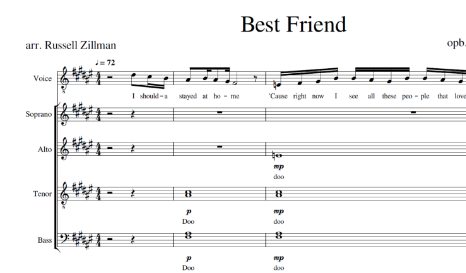 Best Friend
arr. Russell Zillman
opb.
♩ = 72
Voice
I should-a stayed at ho - me 'Cause right now I see all these peo - ple that love
Soprano
Alto
mp
doo
Tenor
p mp
Doo doo
Bass
p mp
Doo doo